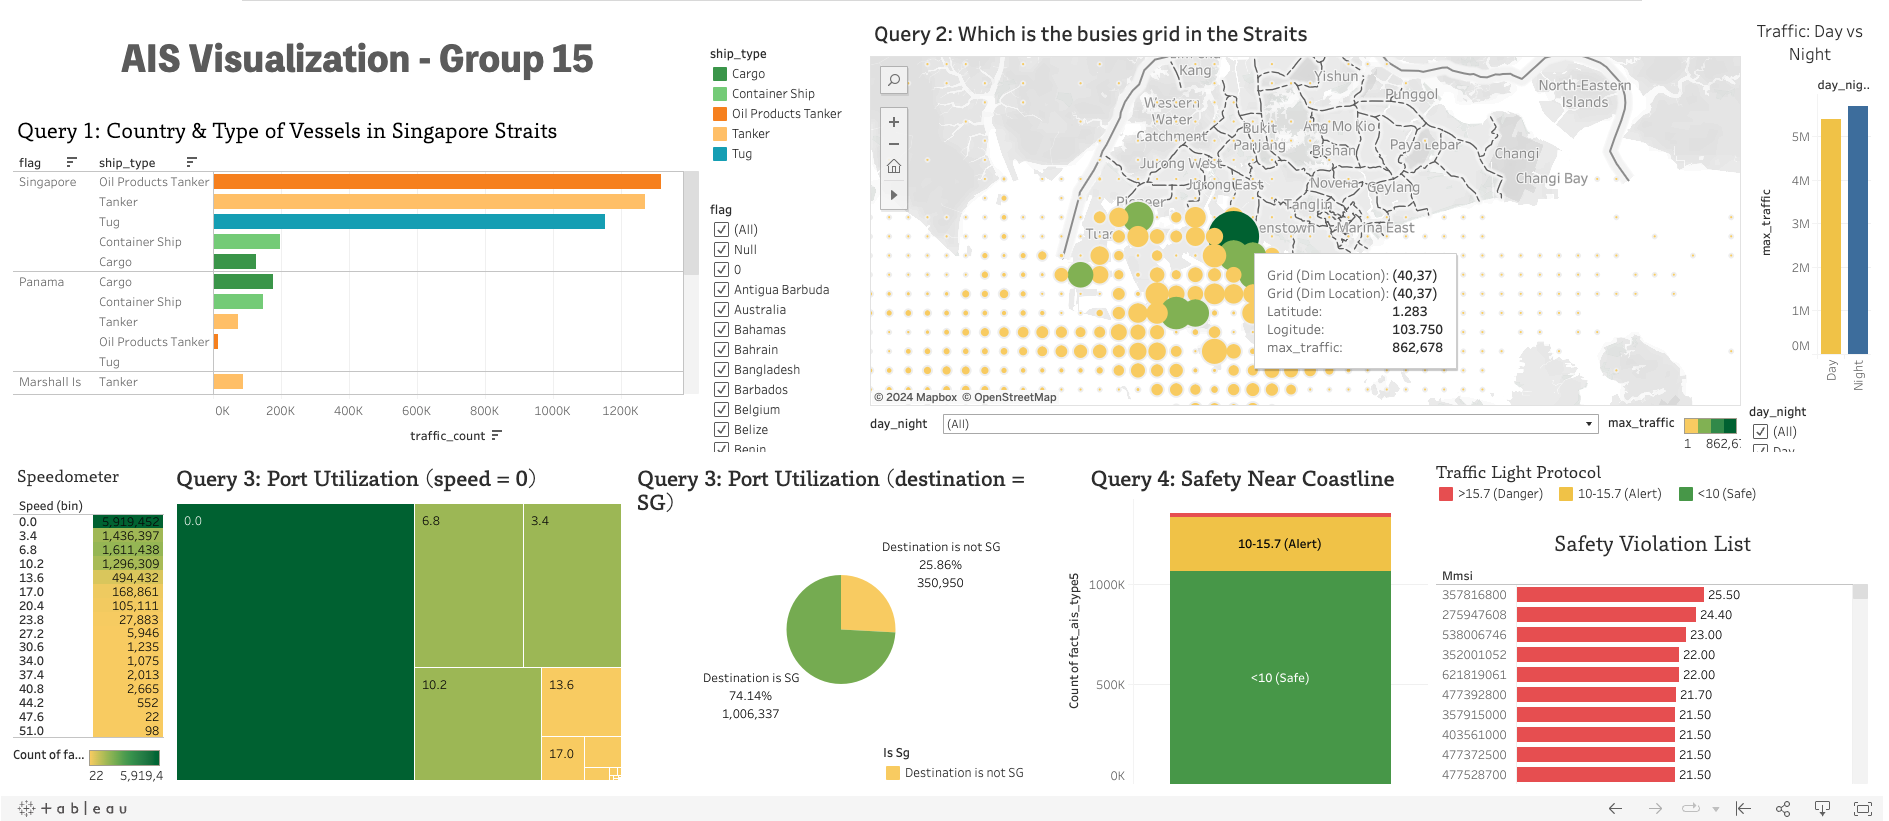 AIS Visualization - Group 15
Query 1: Country & Type of Vessels in Singapore Straits
flag ship_type
Singapore Oil Products Tanker
Tanker
Tug
Container Ship
Cargo
Panama Cargo
Container Ship
Tanker
Oil Products Tanker
Tug
Marshall Is Tanker
0K 200K 400K 600K 800K 1000K 1200K
traffic_count
ship_type
Cargo
Container Ship
Oil Products Tanker
Tanker
Tug
flag
(All)
Null
0
Antigua Barbuda
Australia
Bahamas
Bahrain
Bangladesh
Barbados
Belgium
Belize
Benin
Query 2: Which is the busies grid in the Straits
Kang
Yishun
Punggol
North-Eastern
Islands
Western
Water
Catchment
Bukit
Panjang
Ang Mo Kio
Bishan
Paya Lebar
Changi
Changi Bay
Jurong West
Jurong East
Novena
Geylang
Pioneer
Tanglin
Tuas
enstown
Marina East
Grid (Dim Location): (40,37)
Grid (Dim Location): (40,37)
Latitude: 1.283
Logitude: 103.750
max_traffic: 862,678
© 2024 Mapbox © OpenStreetMap
day_night (All)
max_traffic
1 862,67
Traffic: Day vs
Night
day_nig..
max_traffic
5M
4M
3M
2M
1M
0M
Day
Night
day_night
(All)
Day
Speedometer
Speed (bin)
0.0 5,919,452
3.4 1,436,397
6.8 1,611,438
10.2 1,296,309
13.6 494,432
17.0 168,861
20.4 105,111
23.8 27,883
27.2 5,946
30.6 1,235
34.0 1,075
37.4 2,013
40.8 2,665
44.2 552
47.6 22
51.0 98
Count of fa...
22 5,919,4
Query 3: Port Utilization (speed = 0)
0.0
6.8
3.4
10.2
13.6
17.0
Query 3: Port Utilization (destination =
SG)
Destination is not SG
25.86%
350,950
Destination is SG
74.14%
1,006,337
Is Sg
Destination is not SG
Query 4: Safety Near Coastline
Count of fact_ais_type5
1000K
500K
0K
10-15.7 (Alert)
<10 (Safe)
Traffic Light Protocol
>15.7 (Danger) 10-15.7 (Alert) <10 (Safe)
Safety Violation List
Mmsi
357816800 25.50
275947608 24.40
538006746 23.00
352001052 22.00
621819061 22.00
477392800 21.70
357915000 21.50
403561000 21.50
477372500 21.50
477528700 21.50
+ableau